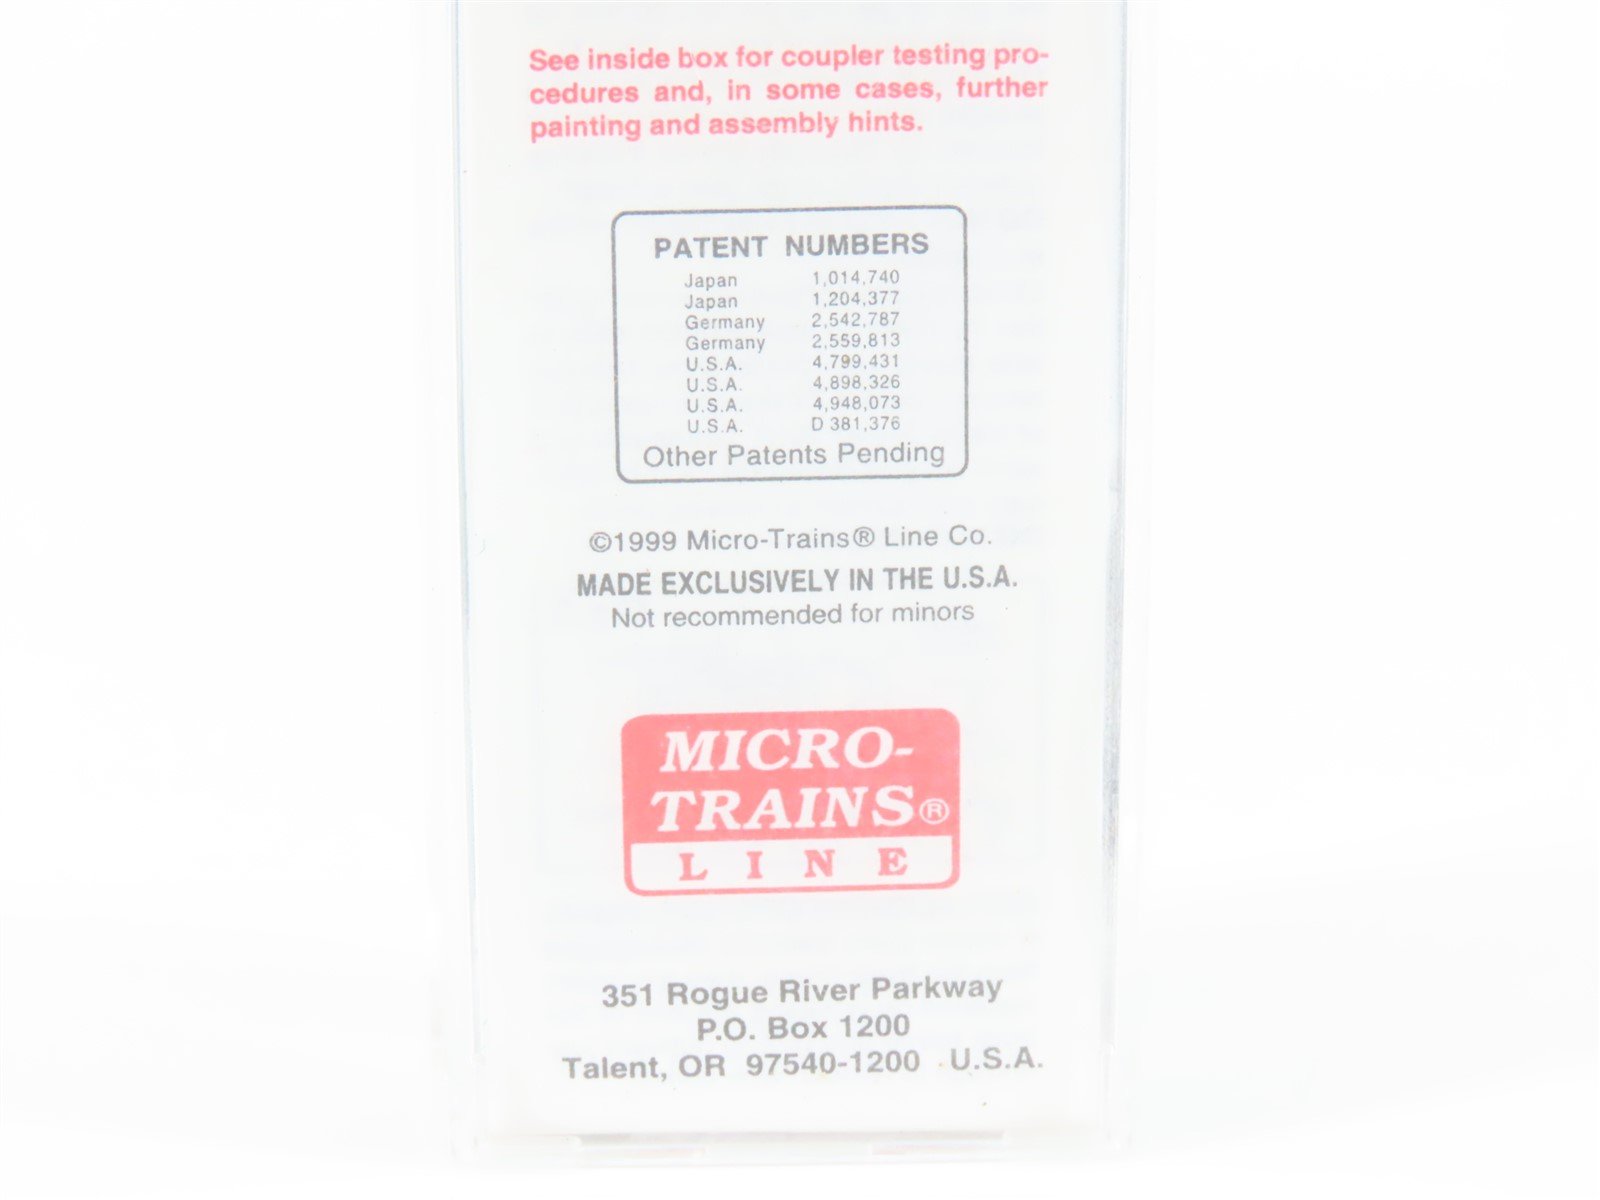 See inside box for coupler testing pro-
cedures and, in some cases, further
painting and assembly hints.
PATENT NUMBERS
Japan 1,014,740
Japan 1,204,377
Germany 2,542,787
Germany 2,559,813
U.S.A. 4,799,431
U.S.A. 4,898,326
U.S.A. 4,948,073
U.S.A. D 381,376
Other Patents Pending
©1999 Micro-Trains® Line Co.
MADE EXCLUSIVELY IN THE U.S.A.
Not recommended for minors
MICRO-
TRAINS®
LINE
351 Rogue River Parkway
P.O. Box 1200
Talent, OR 97540-1200 U.S.A.